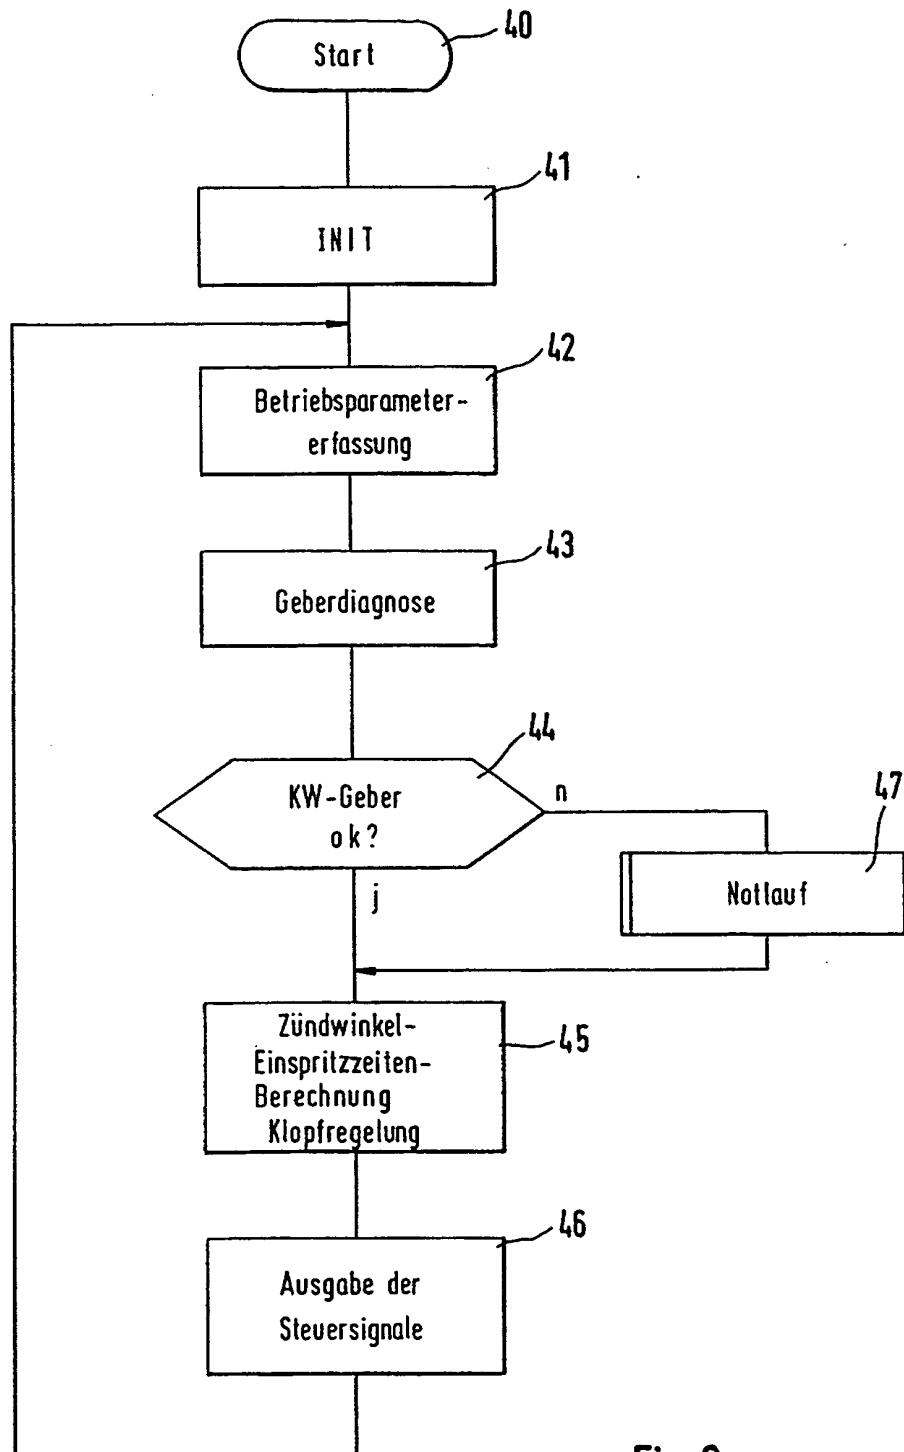 40
Start
41
INIT
42
Betriebsparameter-
erfassung
43
Geberdiagnose
44
KW-Geber
ok?
n
47
Notlauf
j
Zündwinkel-
Einspritzzeiten-
Berechnung
Klopfregelung
45
46
Ausgabe der
Steuersignale